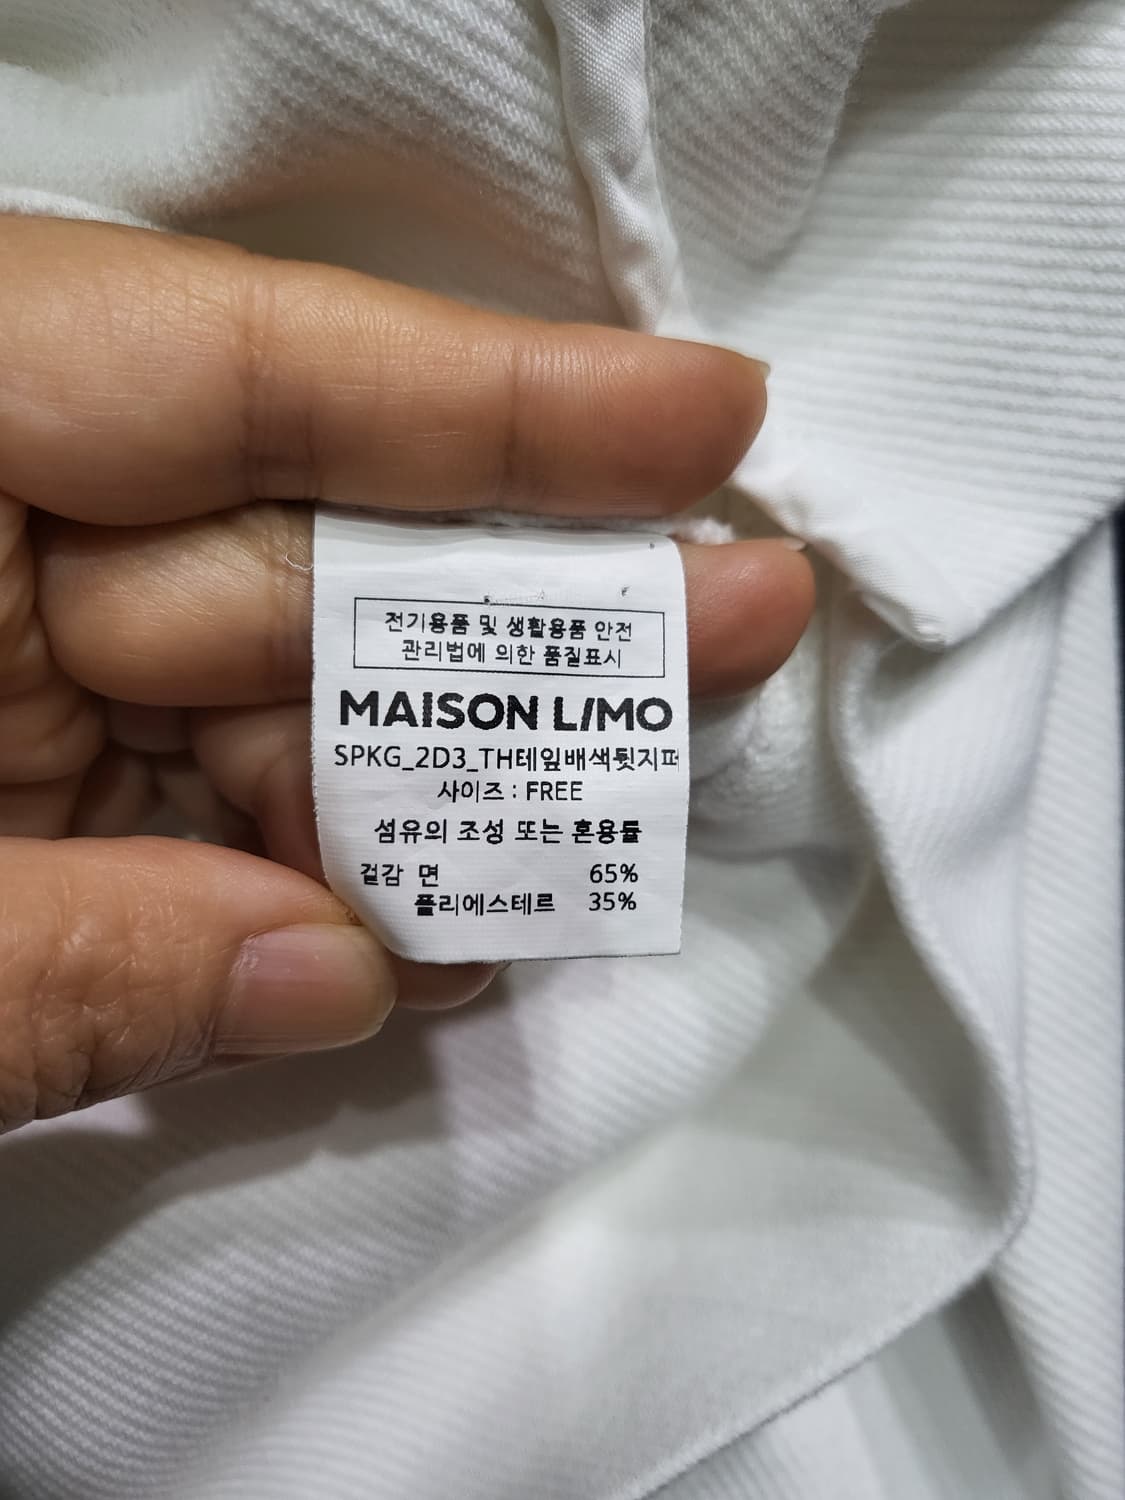 전기용품 및 생활용품 안전
관리법에 의한 품질표시
MAISON LIMO
SPKG_2D3_TH테잎배색뒷지퍼
사이즈 : FREE
섬유의 조성 또는 혼용률
겉감 면 65%
폴리에스테르 35%